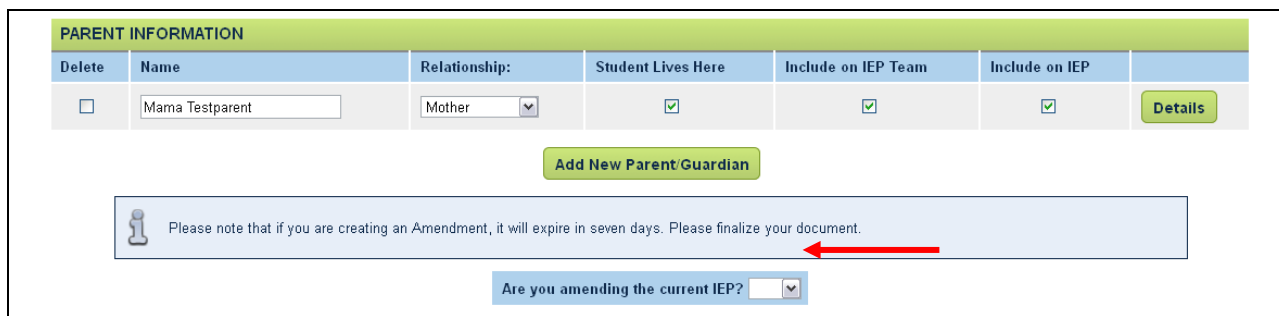 PARENT INFORMATION
Delete Name Relationship: Student Lives Here Include on IEP Team Include on IEP
Mama Testparent Mother Details
Add New Parent/Guardian
Please note that if you are creating an Amendment, it will expire in seven days. Please finalize your document.
Are you amending the current IEP?